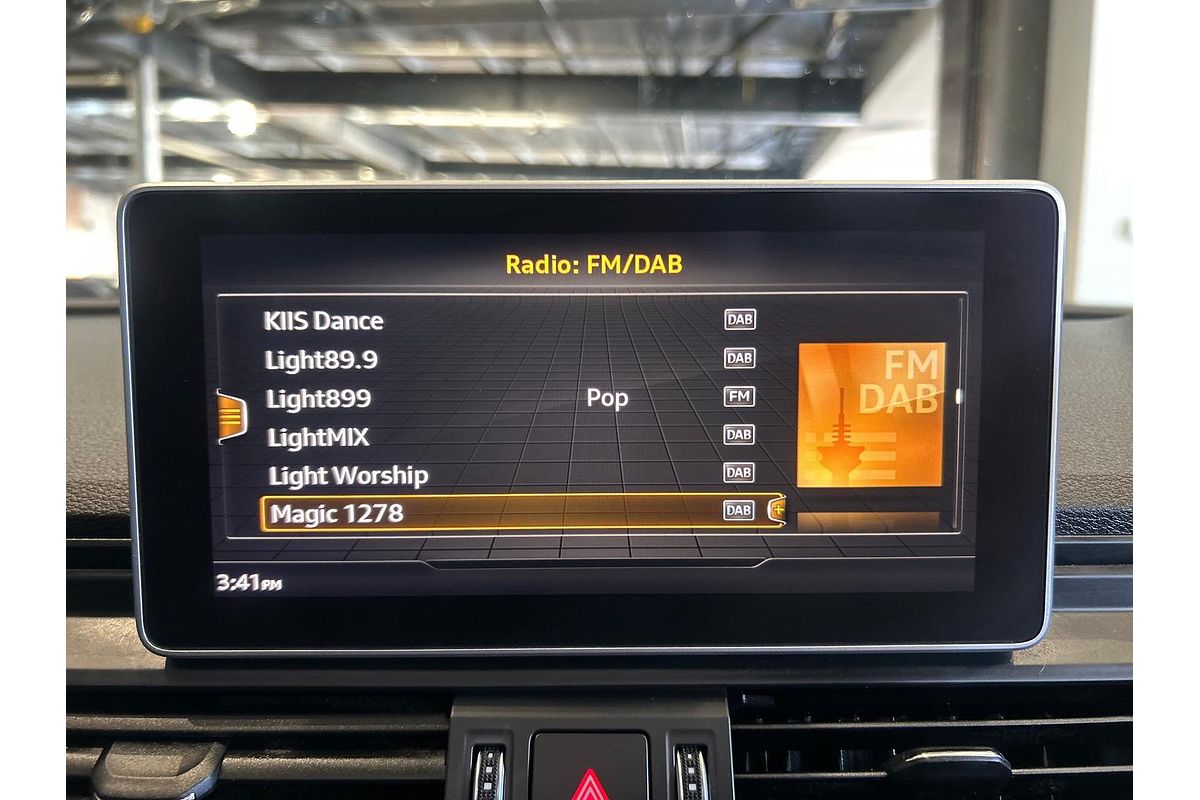 Radio: FM/DAB
KIIS Dance DAB
Light89.9 DAB
Light899 Pop FM
LightMIX DAB
Light Worship DAB
Magic 1278 DAB +
FM
DAB
3:41PM